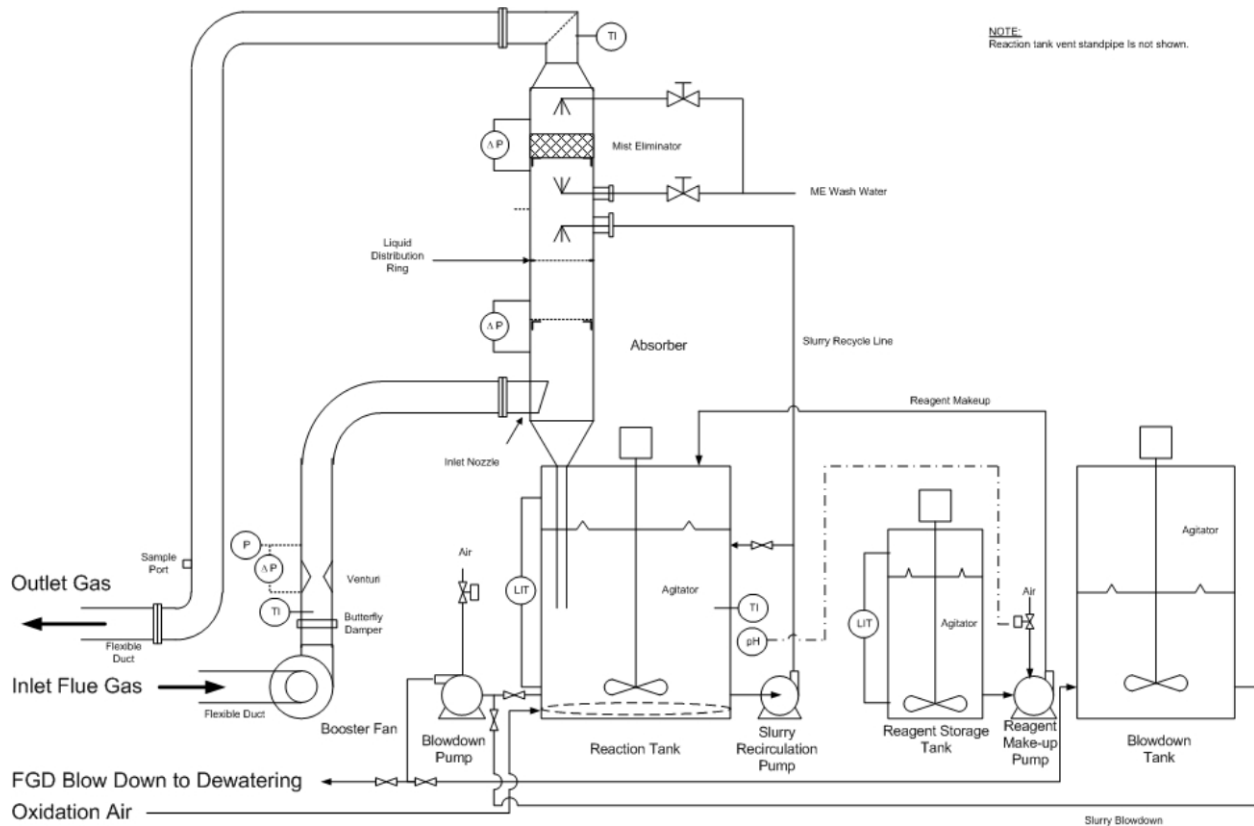 NOTE:
Reaction tank vent standpipe Is not shown.
TI
Δ P
Mist Eliminator
ME Wash Water
Liquid
Distribution
Ring
Δ P
Absorber
Slurry Recycle Line
Reagent Makeup
Inlet Nozzle
Agitator
Sample
Port
P
Δ P
Venturi
Air
LIT
Agitator
TI
Air
Outlet Gas
TI
Butterfly
Damper
pH
LIT
Agitator
Flexible
Duct
Inlet Flue Gas
Flexible Duct
Booster Fan
Blowdown
Pump
Reaction Tank
Slurry
Recirculation
Pump
Reagent Storage
Tank
Reagent
Make-up
Pump
Blowdown
Tank
FGD Blow Down to Dewatering
Oxidation Air
Slurry Blowdown